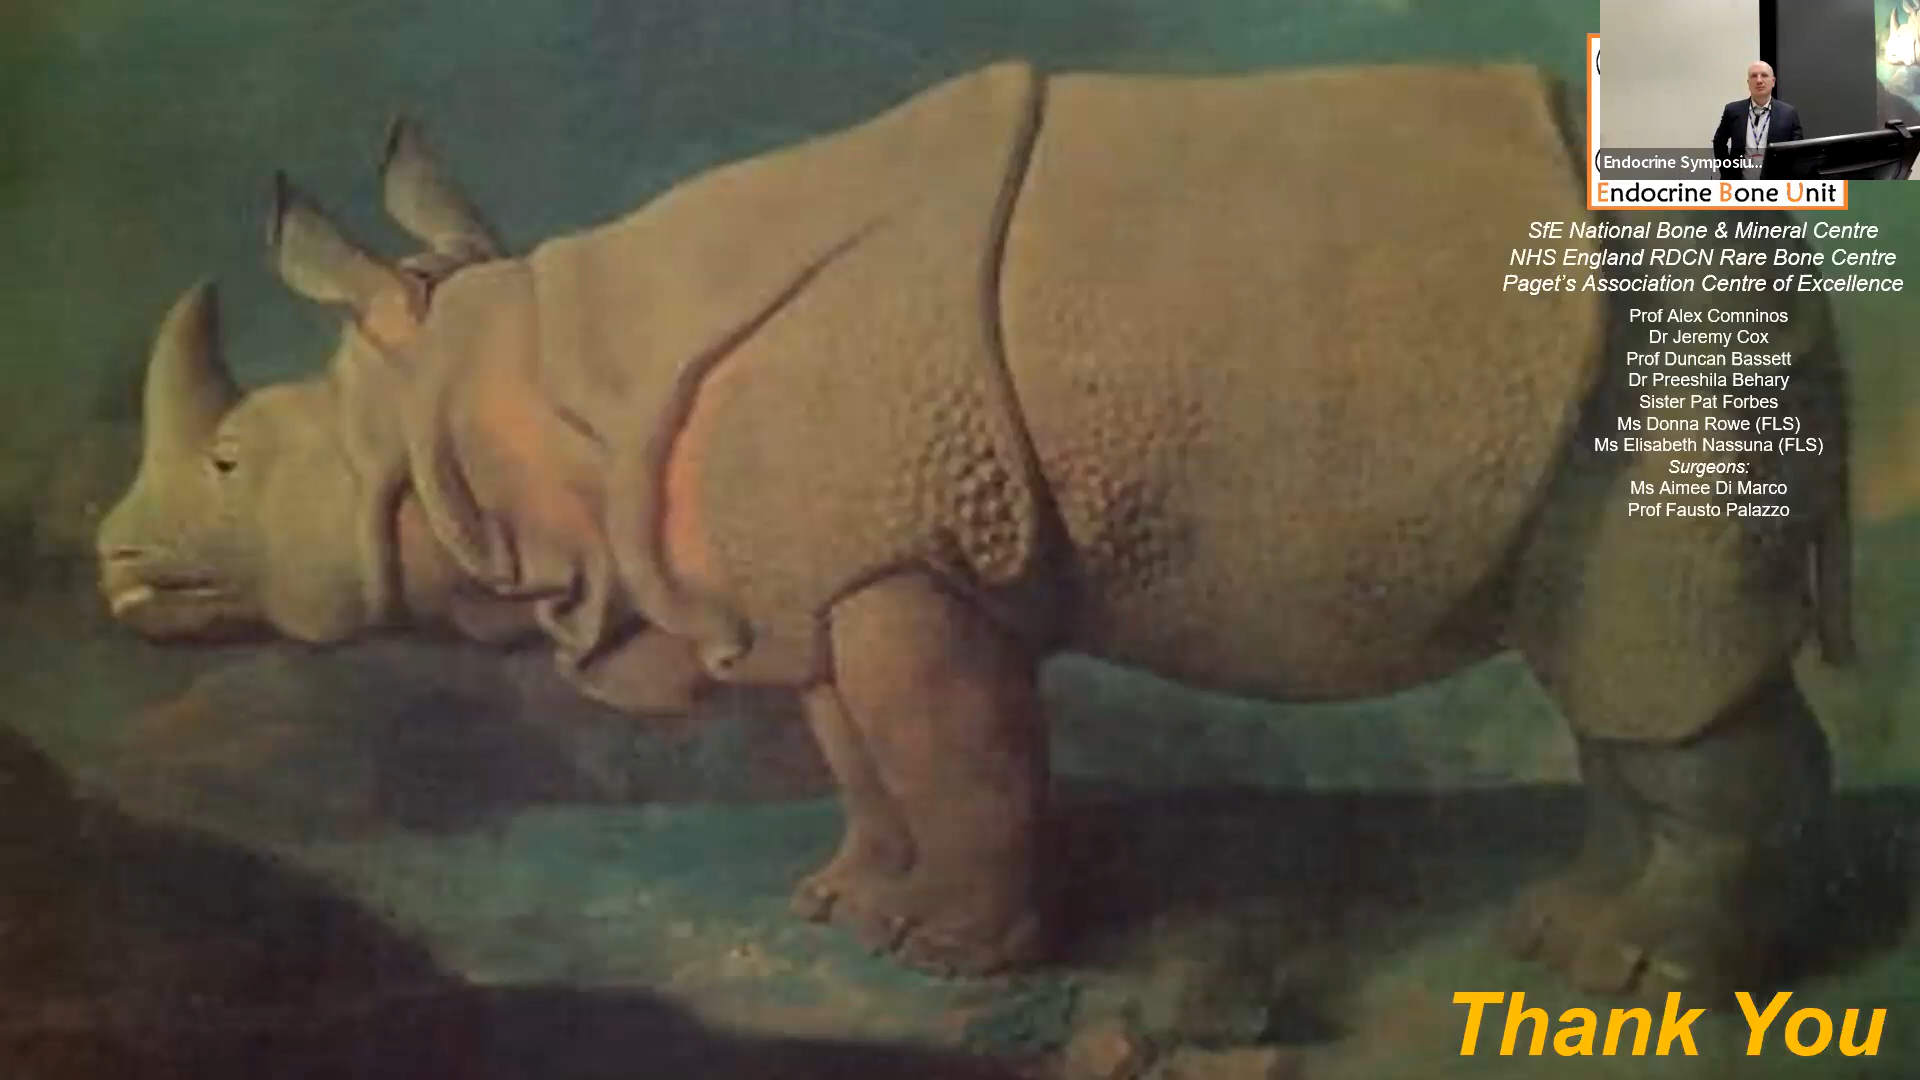 Endocrine Symposiu...
Endocrine Bone Unit
SfE National Bone & Mineral Centre
NHS England RDCN Rare Bone Centre
Paget's Association Centre of Excellence
Prof Alex Comninos
Dr Jeremy Cox
Prof Duncan Bassett
Dr Preeshila Behary
Sister Pat Forbes
Ms Donna Rowe (FLS)
Ms Elisabeth Nassuna (FLS)
Surgeons:
Ms Aimee Di Marco
Prof Fausto Palazzo
Thank You